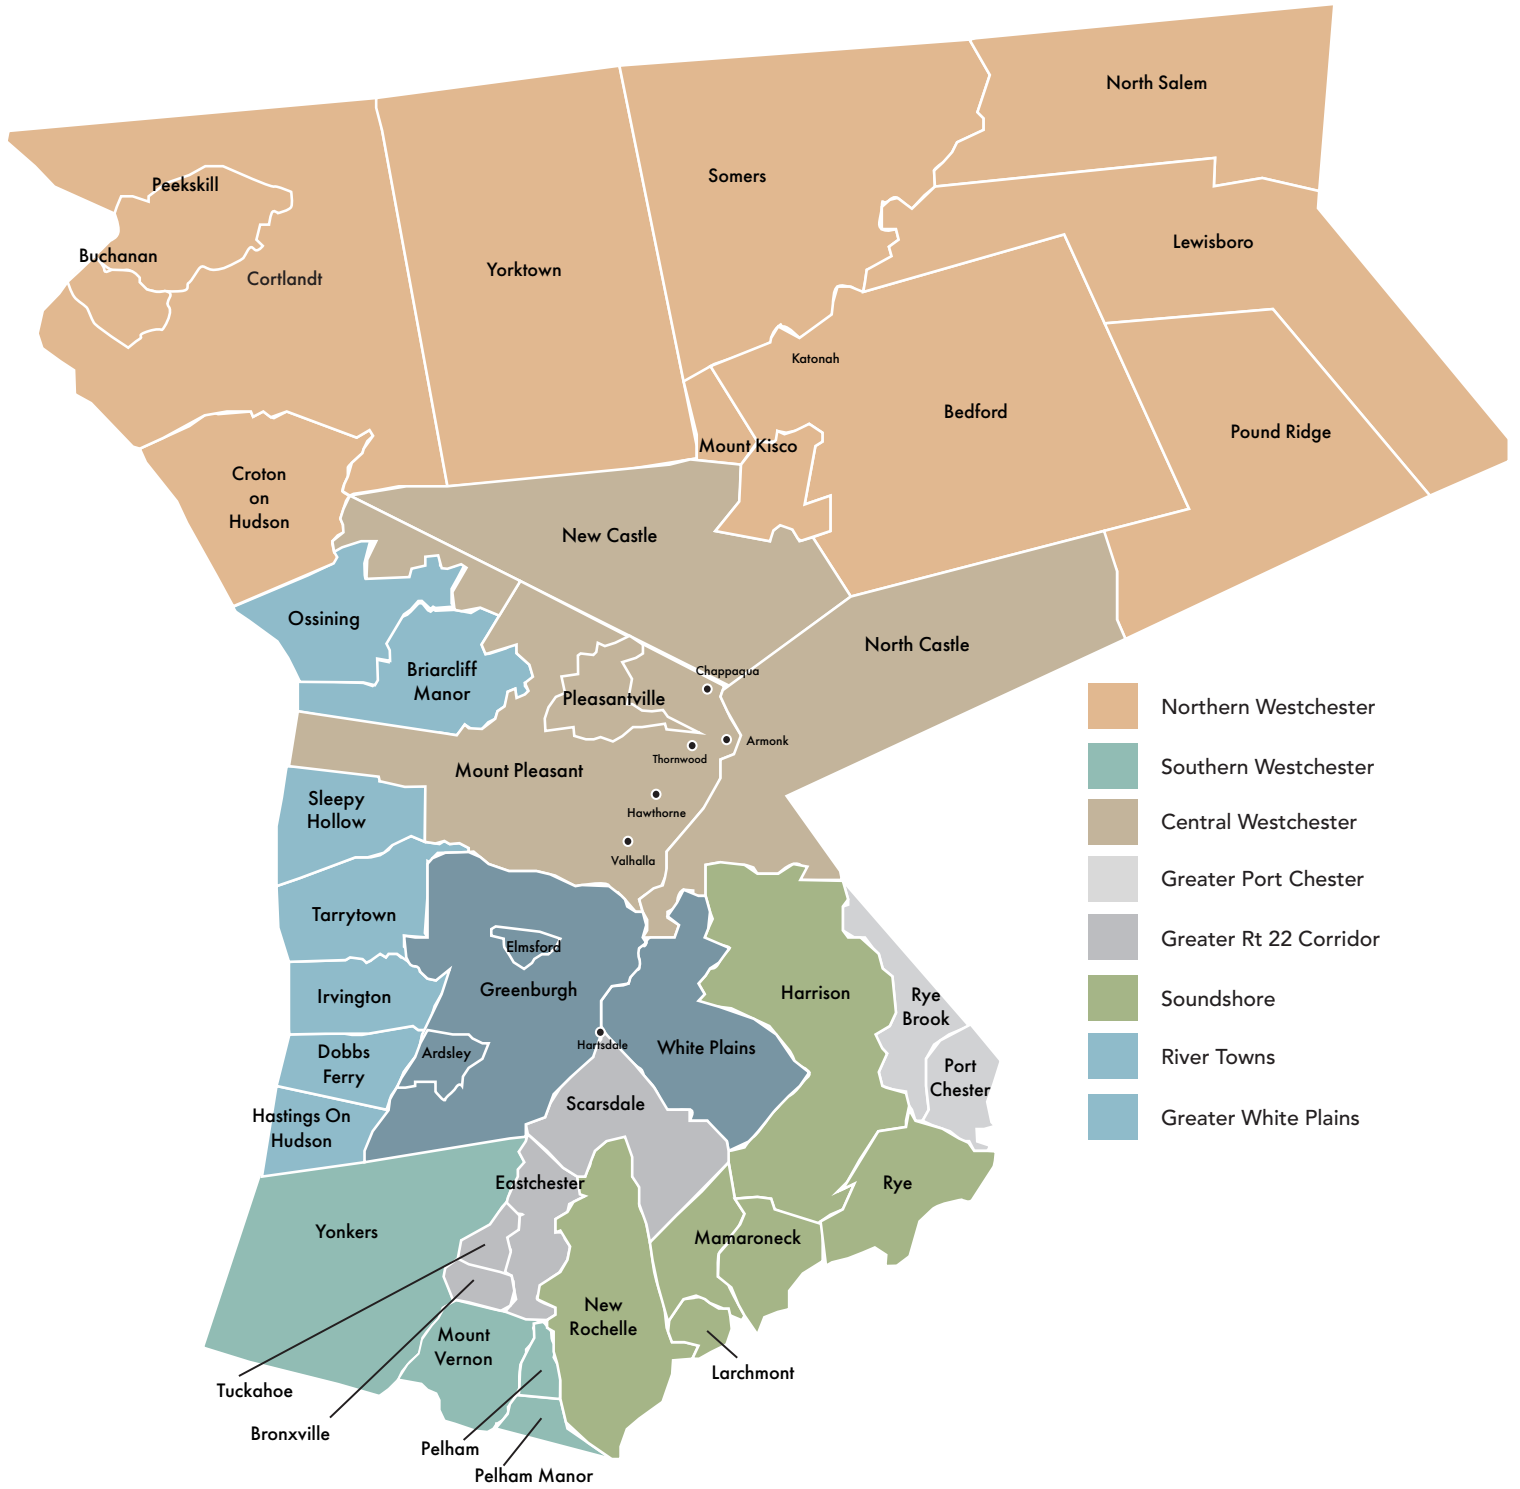 North Salem
Somers
Peekskill
Lewisboro
Buchanan
Cortlandt
Yorktown
Katonah
Bedford
Pound Ridge
Mount Kisco
Croton
on
Hudson
New Castle
Ossining
North Castle
Briarcliff
Manor
Chappaqua
Pleasantville
Armonk
Thornwood
Mount Pleasant
Sleepy
Hollow
Hawthorne
Valhalla
Tarrytown
Elmsford
Greenburgh
Harrison
Irvington
Rye
Brook
Hartsdale
White Plains
Dobbs
Ferry
Ardsley
Port
Chester
Scarsdale
Hastings On
Hudson
Eastchester
Rye
Yonkers
Mamaroneck
New
Rochelle
Mount
Vernon
Larchmont
Tuckahoe
Bronxville
Pelham
Pelham Manor
Northern Westchester
Southern Westchester
Central Westchester
Greater Port Chester
Greater Rt 22 Corridor
Soundshore
River Towns
Greater White Plains